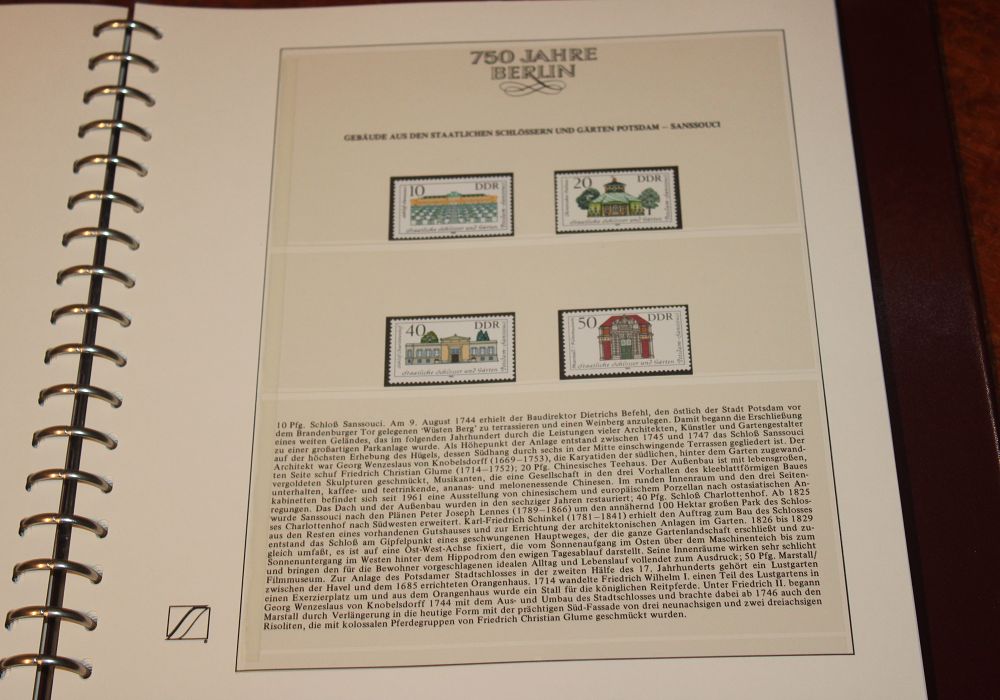 750 JAHRE
BERLIN
GEBÄUDE AUS DEN STAATLICHEN SCHLÖSSERN UND GÄRTEN POTSDAM – SANSSOUCI
10 DDR
Staatliche Schlösser und Gärten
20 DDR
Staatliche Schlösser und Gärten
40 DDR
Staatliche Schlösser und Gärten
50 DDR
Staatliche Schlösser und Gärten
10 Pfg. Schloß Sanssouci. Am 9. August 1744 erhielt der Baudirektor Dietrichs Befehl, den östlich der Stadt Potsdam vor
dem Brandenburger Tor gelegenen 'Wüsten Berg' zu terrassieren und einen Weinberg anzulegen. Damit begann die Erschließung
eines weiten Geländes, das im folgenden Jahrhundert durch die Leistungen vieler Architekten, Künstler und Gartengestalter
zu einer großartigen Parkanlage wurde. Als Höhepunkt der Anlage entstand zwischen 1745 und 1747 das Schloß Sanssouci
auf der höchsten Erhebung des Hügels, dessen Südhang durch sechs in der Mitte einschwingende Terrassen gegliedert ist. Der
Architekt war Georg Wenzeslaus von Knobelsdorff (1669–1753), die Karyatiden der südlichen, hinter dem Garten zugewand-
ten Seite schuf Friedrich Christian Glume (1714–1752); 20 Pfg. Chinesisches Teehaus. Der Außenbau ist mit lebensgroßen,
vergoldeten Skulpturen geschmückt, Musikanten, die eine Gesellschaft in den drei Vorhallen des kleeblattförmigen Baues
unterhalten, kaffee- und teetrinkende, ananas- und melonenessende Chinesen. Im runden Innenraum und den drei Seiten-
kabinetten befindet sich seit 1961 eine Ausstellung von chinesischem und europäischem Porzellan nach ostasiatischen An-
regungen. Das Dach und der Außenbau wurden in den sechziger Jahren restauriert; 40 Pfg. Schloß Charlottenhof. Ab 1825
wurde Sanssouci nach den Plänen Peter Joseph Lennes (1789–1866) um den annähernd 100 Hektar großen Park des Schlos-
ses Charlottenhof nach Südwesten erweitert. Karl-Friedrich Schinkel (1781–1841) erhielt den Auftrag zum Bau des Schlosses
aus den Resten eines vorhandenen Gutshauses und zur Errichtung der architektonischen Anlagen im Garten. 1826 bis 1829
entstand das Schloß am Gipfelpunkt eines geschwungenen Hauptweges, der die ganze Gartenlandschaft erschließt und zu-
gleich umfaßt, es ist auf eine Ost-West-Achse fixiert, die vom Sonnenaufgang im Osten über dem Maschinenteich bis zum
Sonnenuntergang im Westen hinter dem Hippodrom den ewigen Tagesablauf darstellt. Seine Innenräume wirken sehr schlicht
und bringen den für die Bewohner vorgeschlagenen idealen Alltag und Lebenslauf vollendet zum Ausdruck; 50 Pfg. Marstall/
Filmmuseum. Zur Anlage des Potsdamer Stadtschlosses in der zweiten Hälfte des 17. Jahrhunderts gehört ein Lustgarten
zwischen der Havel und dem 1685 errichteten Orangenhaus. 1714 wandelte Friedrich Wilhelm I. einen Teil des Lustgartens in
einen Exerzierplatz um und aus dem Orangenhaus wurde ein Stall für die königlichen Reitpferde. Unter Friedrich II. begann
Georg Wenzeslaus von Knobelsdorff 1744 mit dem Aus- und Umbau des Stadtschlosses und brachte dabei ab 1746 auch den
Marstall durch Verlängerung in die heutige Form mit der prächtigen Süd-Fassade von drei neunachsigen und zwei dreiachsigen
Risoliten, die mit kolossalen Pferdegruppen von Friedrich Christian Glume geschmückt wurden.